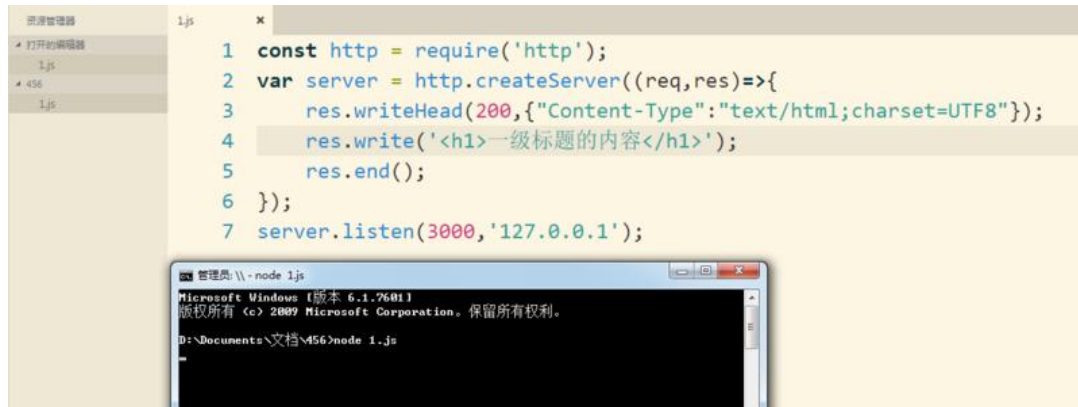 资源管理器
打开的编辑器
1.js
456
1.js
1.js ×
1 const http = require('http');
2 var server = http.createServer((req,res)=>{
3 res.writeHead(200,{"Content-Type":"text/html;charset=UTF8"});
4 res.write('<h1>一级标题的内容</h1>');
5 res.end();
6 });
7 server.listen(3000,'127.0.0.1');
管理员: \\ - node 1.js
Microsoft Windows [版本 6.1.7601]
版权所有 (c) 2009 Microsoft Corporation。保留所有权利。
D:\Documents\文档\456>node 1.js